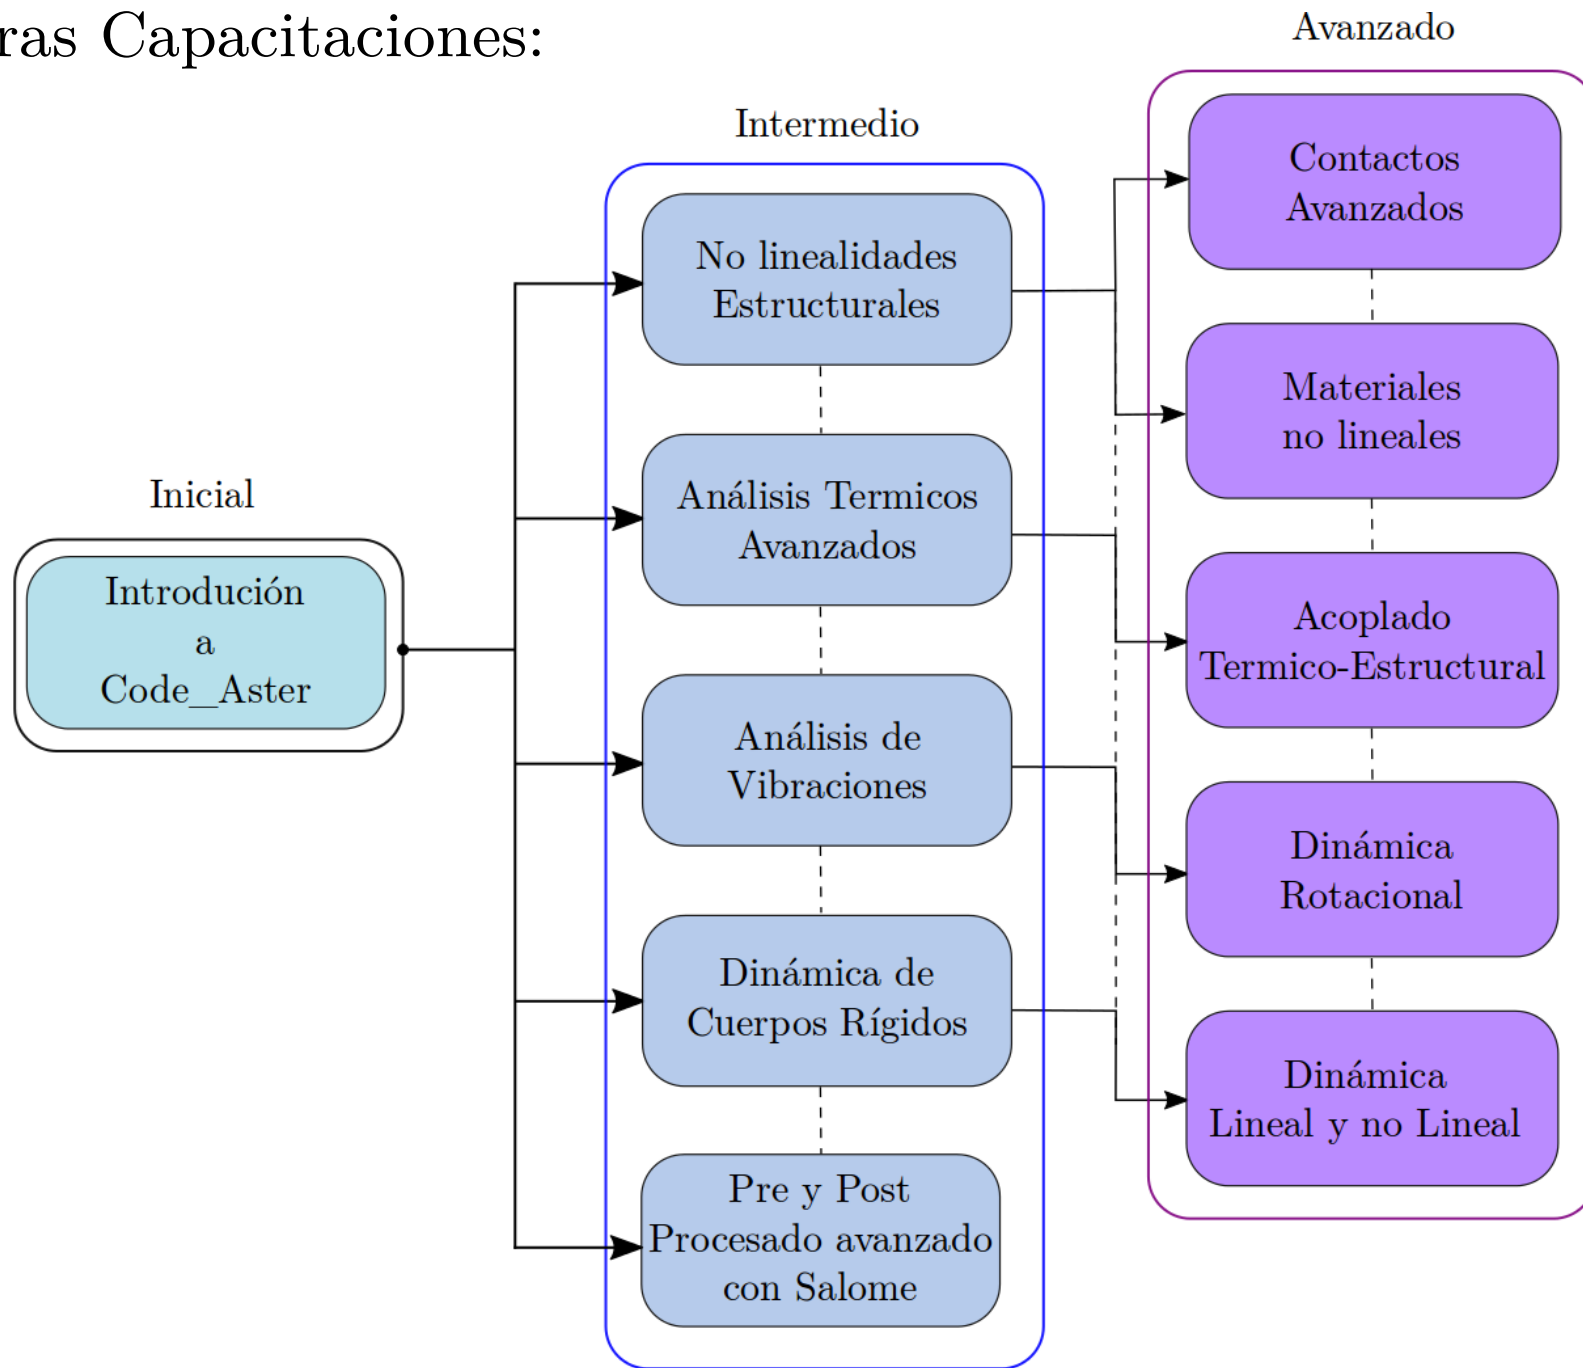 ras Capacitaciones:
Inicial
Introdución
a
Code_Aster
Intermedio
No linealidades
Estructurales
Análisis Termicos
Avanzados
Análisis de
Vibraciones
Dinámica de
Cuerpos Rígidos
Pre y Post
Procesado avanzado
con Salome
Avanzado
Contactos
Avanzados
Materiales
no lineales
Acoplado
Termico-Estructural
Dinámica
Rotacional
Dinámica
Lineal y no Lineal